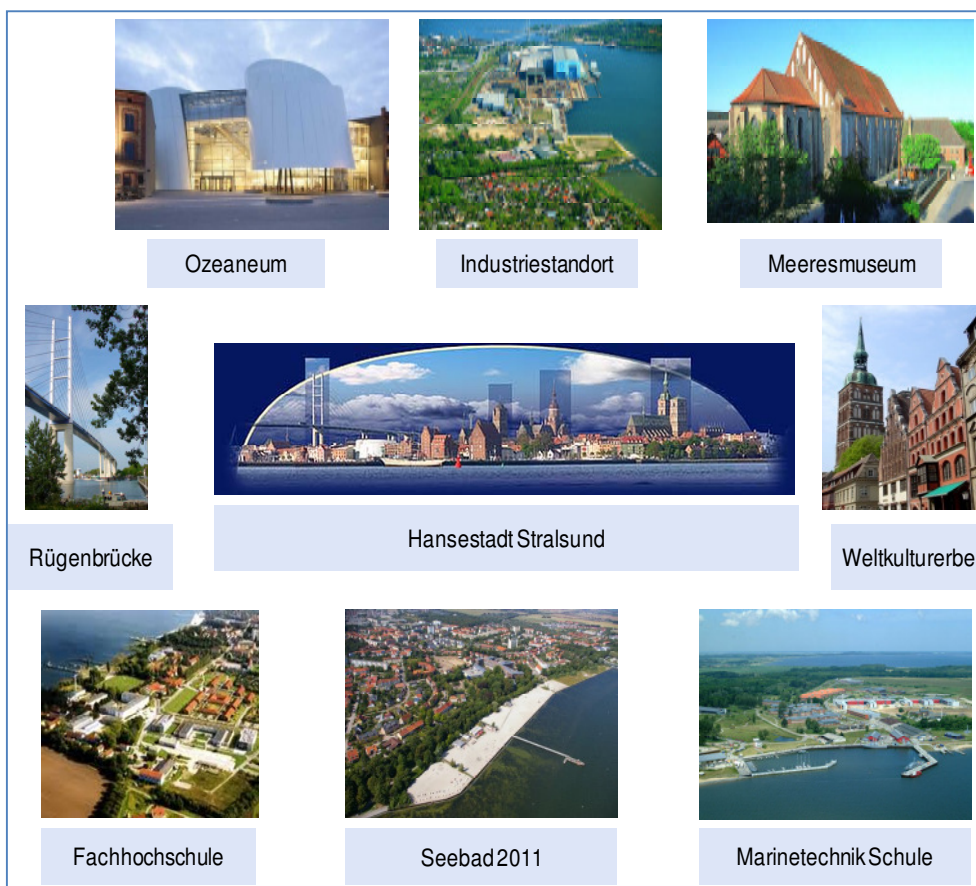 Ozeaneum
Industriestandort
Meeresmuseum
Rügenbrücke
Hansestadt Stralsund
Weltkulturerbe
Fachhochschule
Seebad 2011
Marinetechnik Schule